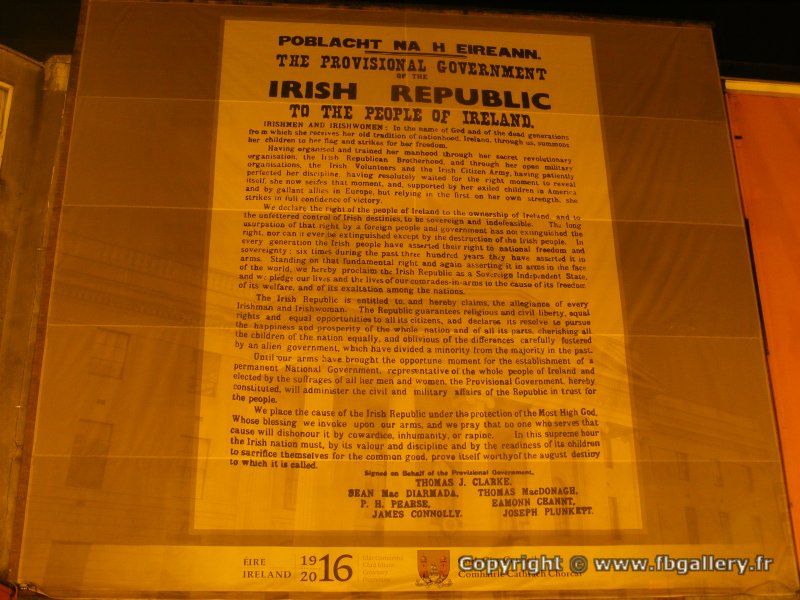 POBLACHT NA H EIREANN.
THE PROVISIONAL GOVERNMENT
OF THE
IRISH REPUBLIC
TO THE PEOPLE OF IRELAND.
IRISHMEN AND IRISHWOMEN: In the name of God and of the dead generations
from which she receives her old tradition of nationhood, Ireland, through us, summons
her children to her flag and strikes for her freedom.
Having organised and trained her manhood through her secret revolutionary
organisation, the Irish Republican Brotherhood, and through her open military
organisations, the Irish Volunteers and the Irish Citizen Army, having patiently
perfected her discipline, having resolutely waited for the right moment to reveal
itself, she now seizes that moment, and, supported by her exiled children in America
and by gallant allies in Europe, but relying in the first on her own strength, she
strikes in full confidence of victory.
We declare the right of the people of Ireland to the ownership of Ireland, and to
the unfettered control of Irish destinies, to be sovereign and indefeasible. The long
usurpation of that right by a foreign people and government has not extinguished the
right, nor can it ever be extinguished except by the destruction of the Irish people. In
every generation the Irish people have asserted their right to national freedom and
sovereignty; six times during the past three hundred years they have asserted it in
arms. Standing on that fundamental right and again asserting it in arms in the face
of the world, we hereby proclaim the Irish Republic as a Sovereign Independent State,
and we pledge our lives and the lives of our comrades-in-arms to the cause of its freedom,
of its welfare, and of its exaltation among the nations.
The Irish Republic is entitled to, and hereby claims, the allegiance of every
Irishman and Irishwoman. The Republic guarantees religious and civil liberty, equal
rights and equal opportunities to all its citizens, and declares its resolve to pursue
the happiness and prosperity of the whole nation and of all its parts, cherishing all
the children of the nation equally, and oblivious of the differences carefully fostered
by an alien government, which have divided a minority from the majority in the past.
Until our arms have brought the opportune moment for the establishment of a
permanent National Government, representative of the whole people of Ireland and
elected by the suffrages of all her men and women, the Provisional Government, hereby
constituted, will administer the civil and military affairs of the Republic in trust for
the people.
We place the cause of the Irish Republic under the protection of the Most High God,
Whose blessing we invoke upon our arms, and we pray that no one who serves that
cause will dishonour it by cowardice, inhumanity, or rapine. In this supreme hour
the Irish nation must, by its valour and discipline and by the readiness of its children
to sacrifice themselves for the common good, prove itself worthy of the august destiny
to which it is called.
Signed on Behalf of the Provisional Government,
THOMAS J. CLARKE,
SEAN Mac DIARMADA, THOMAS MacDONAGH,
P. H. PEARSE, EAMONN CEANNT,
JAMES CONNOLLY. JOSEPH PLUNKETT.
ÉIRE 19
IRELAND 2016
Comhairle Cathrach Chorcaí
Copyright © www.fbgallery.fr